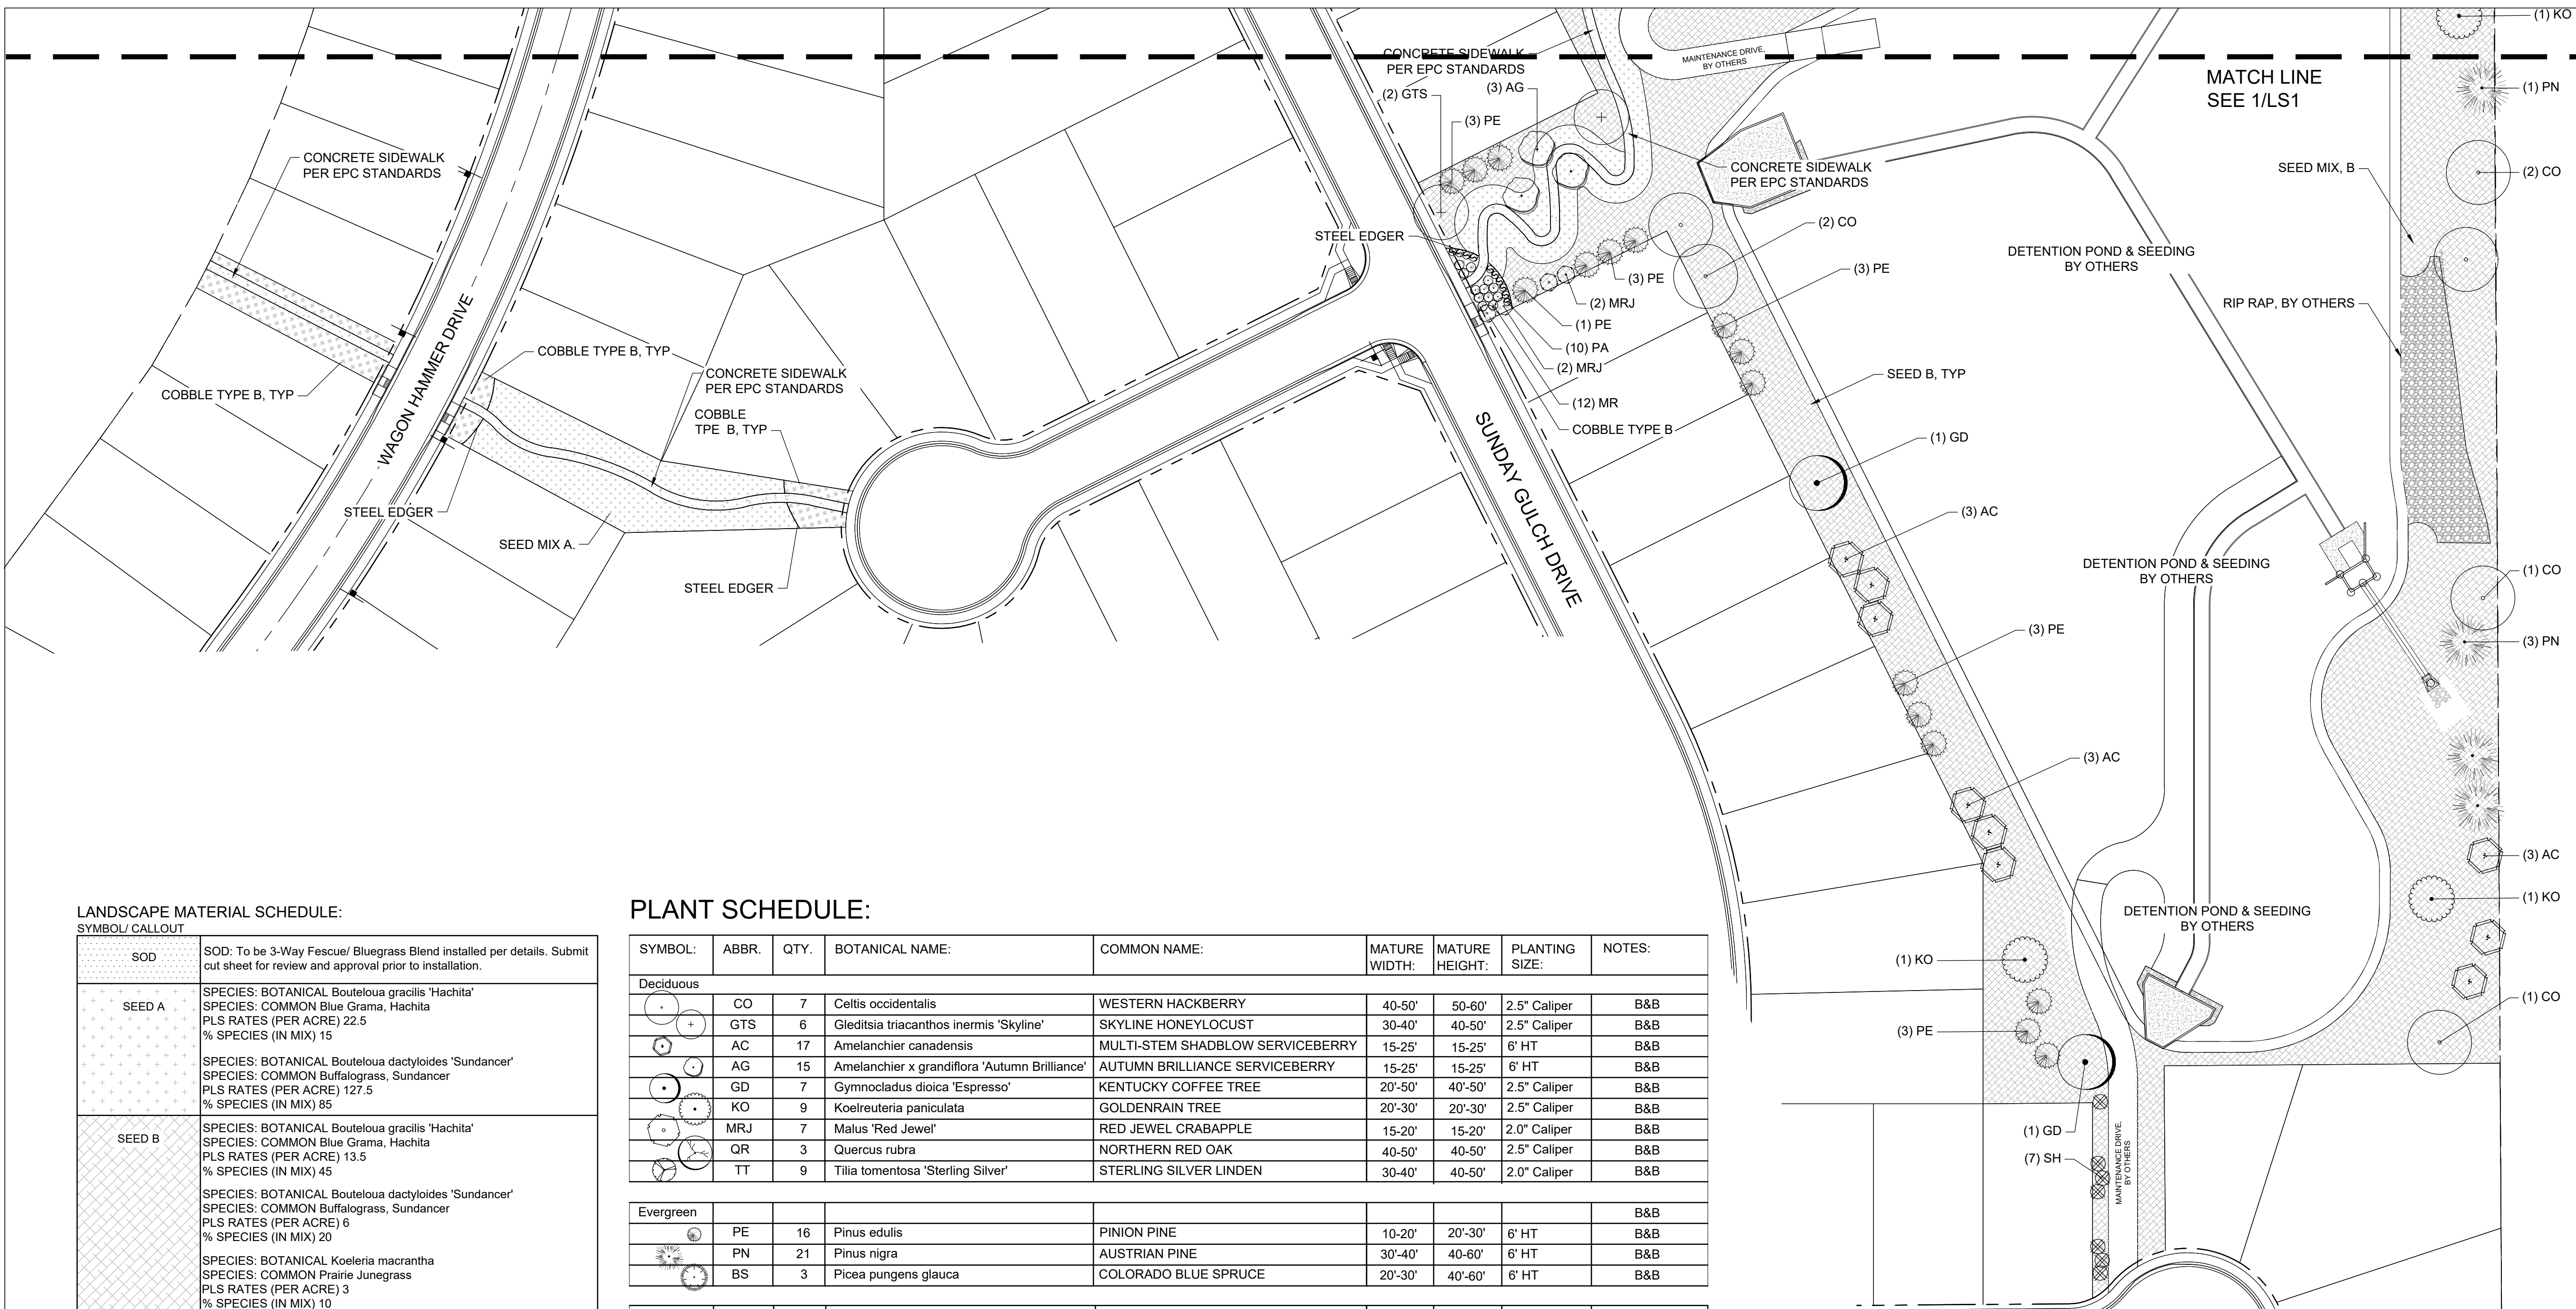 CONCRETE SIDEWALK
PER EPC STANDARDS
(2) GTS
(3) AG
(3) PE
MAINTENANCE DRIVE,
BY OTHERS
(1) KO
MATCH LINE
SEE 1/LS1
(1) PN
CONCRETE SIDEWALK
PER EPC STANDARDS
CONCRETE SIDEWALK
PER EPC STANDARDS
SEED MIX, B
(2) CO
STEEL EDGER
(2) CO
DETENTION POND & SEEDING
BY OTHERS
(3) PE
(3) PE
(2) MRJ
RIP RAP, BY OTHERS
(1) PE
(10) PA
(2) MRJ
(12) MR
COBBLE TYPE B
WAGON HAMMER DRIVE
COBBLE TYPE B, TYP
COBBLE TYPE B, TYP
CONCRETE SIDEWALK
PER EPC STANDARDS
COBBLE
TPE B, TYP
SEED B, TYP
SUNDAY GULCH DRIVE
(1) GD
STEEL EDGER
SEED MIX A.
STEEL EDGER
(3) AC
DETENTION POND & SEEDING
BY OTHERS
(1) CO
(3) PE
(3) PN
(3) AC
(3) AC
(1) KO
DETENTION POND & SEEDING
BY OTHERS
(1) KO
(1) CO
(3) PE
(1) GD
(7) SH
MAINTENANCE DRIVE,
BY OTHERS
LANDSCAPE MATERIAL SCHEDULE:
SYMBOL/ CALLOUT
SOD
SOD: To be 3-Way Fescue/ Bluegrass Blend installed per details. Submit
cut sheet for review and approval prior to installation.
SEED A
SPECIES: BOTANICAL Bouteloua gracilis 'Hachita'
SPECIES: COMMON Blue Grama, Hachita
PLS RATES (PER ACRE) 22.5
% SPECIES (IN MIX) 15
SPECIES: BOTANICAL Bouteloua dactyloides 'Sundancer'
SPECIES: COMMON Buffalograss, Sundancer
PLS RATES (PER ACRE) 127.5
% SPECIES (IN MIX) 85
SEED B
SPECIES: BOTANICAL Bouteloua gracilis 'Hachita'
SPECIES: COMMON Blue Grama, Hachita
PLS RATES (PER ACRE) 13.5
% SPECIES (IN MIX) 45
SPECIES: BOTANICAL Bouteloua dactyloides 'Sundancer'
SPECIES: COMMON Buffalograss, Sundancer
PLS RATES (PER ACRE) 6
% SPECIES (IN MIX) 20
SPECIES: BOTANICAL Koeleria macrantha
SPECIES: COMMON Prairie Junegrass
PLS RATES (PER ACRE) 3
% SPECIES (IN MIX) 10
PLANT SCHEDULE:
SYMBOL: ABBR. QTY. BOTANICAL NAME: COMMON NAME: MATURE WIDTH: MATURE HEIGHT: PLANTING SIZE: NOTES:
Deciduous
CO 7 Celtis occidentalis WESTERN HACKBERRY 40-50' 50-60' 2.5" Caliper B&B
GTS 6 Gleditsia triacanthos inermis 'Skyline' SKYLINE HONEYLOCUST 30-40' 40-50' 2.5" Caliper B&B
AC 17 Amelanchier canadensis MULTI-STEM SHADBLOW SERVICEBERRY 15-25' 15-25' 6' HT B&B
AG 15 Amelanchier x grandiflora 'Autumn Brilliance' AUTUMN BRILLIANCE SERVICEBERRY 15-25' 15-25' 6' HT B&B
GD 7 Gymnocladus dioica 'Espresso' KENTUCKY COFFEE TREE 20'-50' 40'-50' 2.5" Caliper B&B
KO 9 Koelreuteria paniculata GOLDENRAIN TREE 20'-30' 20'-30' 2.5" Caliper B&B
MRJ 7 Malus 'Red Jewel' RED JEWEL CRABAPPLE 15-20' 15-20' 2.0" Caliper B&B
QR 3 Quercus rubra NORTHERN RED OAK 40-50' 40-50' 2.5" Caliper B&B
TT 9 Tilia tomentosa 'Sterling Silver' STERLING SILVER LINDEN 30-40' 40-50' 2.0" Caliper B&B
Evergreen B&B
PE 16 Pinus edulis PINION PINE 10-20' 20'-30' 6' HT B&B
PN 21 Pinus nigra AUSTRIAN PINE 30'-40' 40-60' 6' HT B&B
BS 3 Picea pungens glauca COLORADO BLUE SPRUCE 20'-30' 40'-60' 6' HT B&B